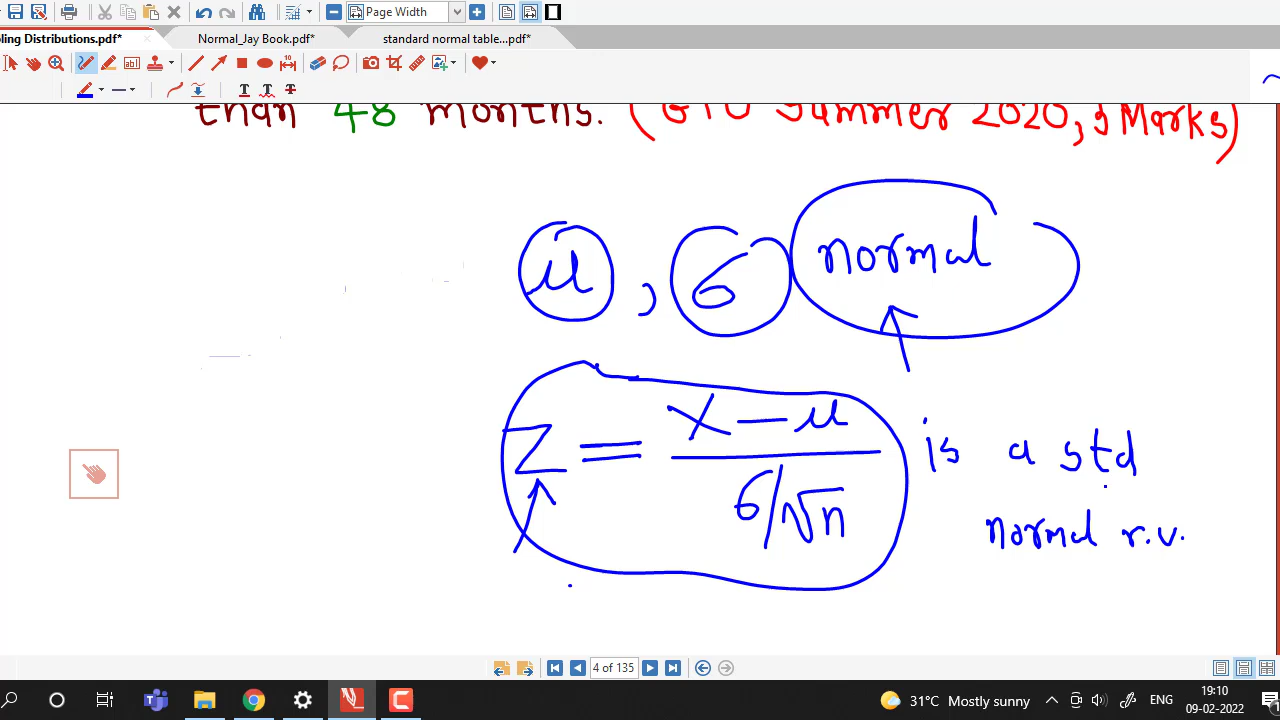 Page Width
ling Distributions.pdf* Normal_Jay Book.pdf* standard normal table...pdf*
T T T
than 48 months. (GTU Summer 2020, Marks)
μ , σ normal
Z = X - μ / σ/√n is a std
normal r.v.
4 of 135
31°C Mostly sunny ENG 19:10
09-02-2022